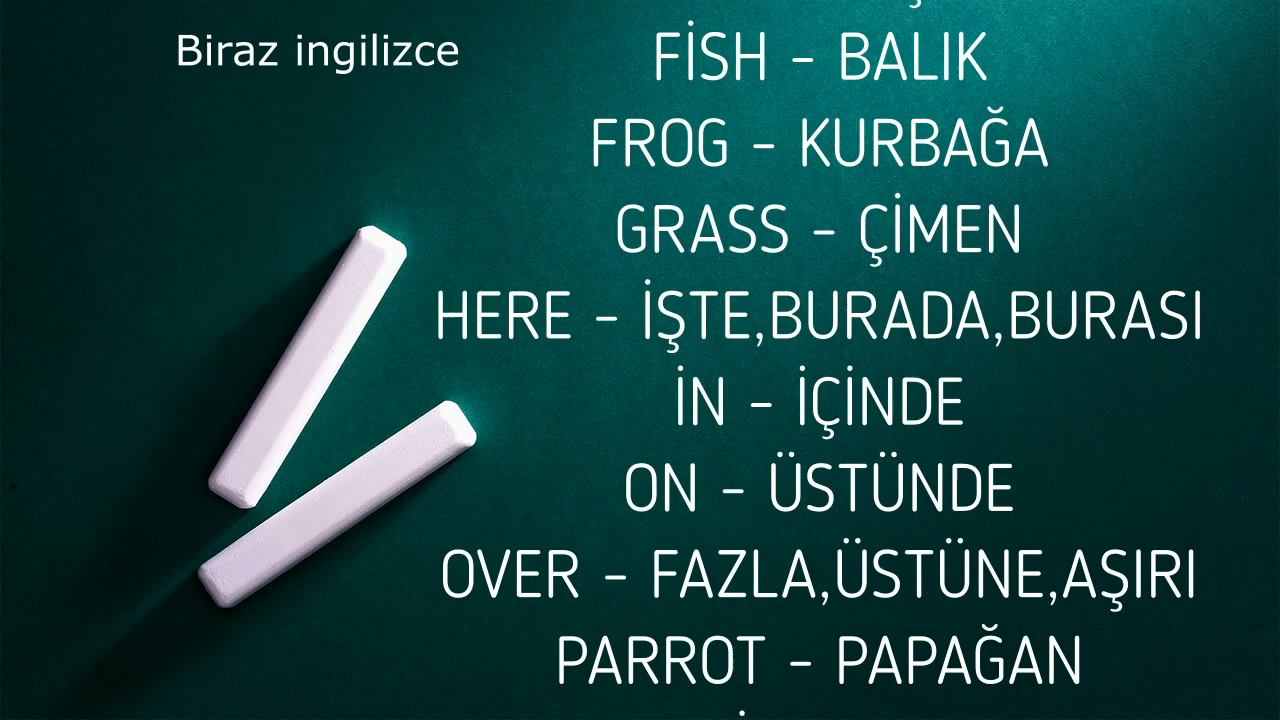 Biraz ingilizce
FİSH - BALIK
FROG - KURBAĞA
GRASS - ÇİMEN
HERE - İŞTE,BURADA,BURASI
İN - İÇİNDE
ON - ÜSTÜNDE
OVER - FAZLA,ÜSTÜNE,AŞIRI
PARROT - PAPAĞAN